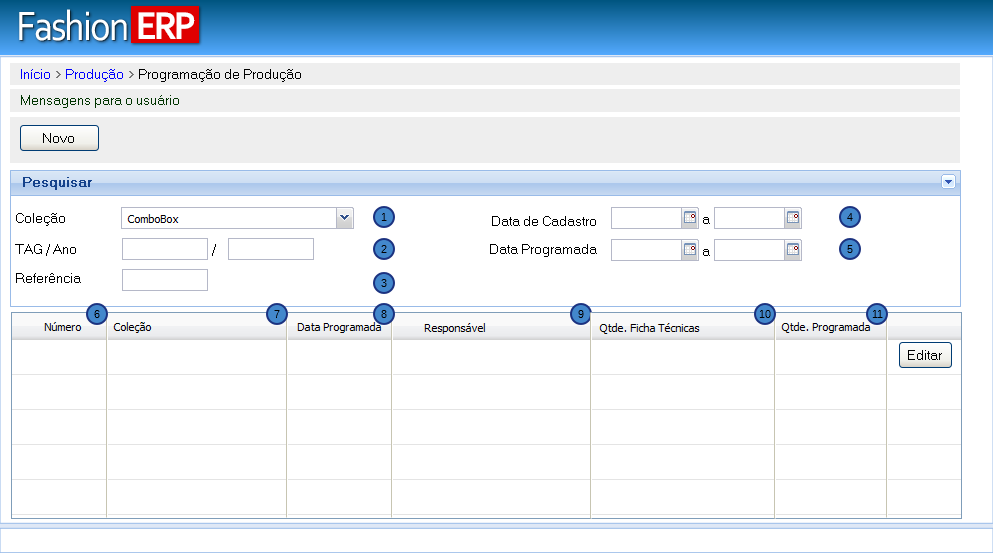 Fashion ERP
Início > Produção > Programação de Produção
Mensagens para o usuário
Novo
Pesquisar
Coleção ComboBox 1 Data de Cadastro a 4
TAG / Ano / 2 Data Programada a 5
Referência 3
6 7 8 9 10 11
Número Coleção Data Programada Responsável Qtde. Ficha Técnicas Qtde. Programada
Editar